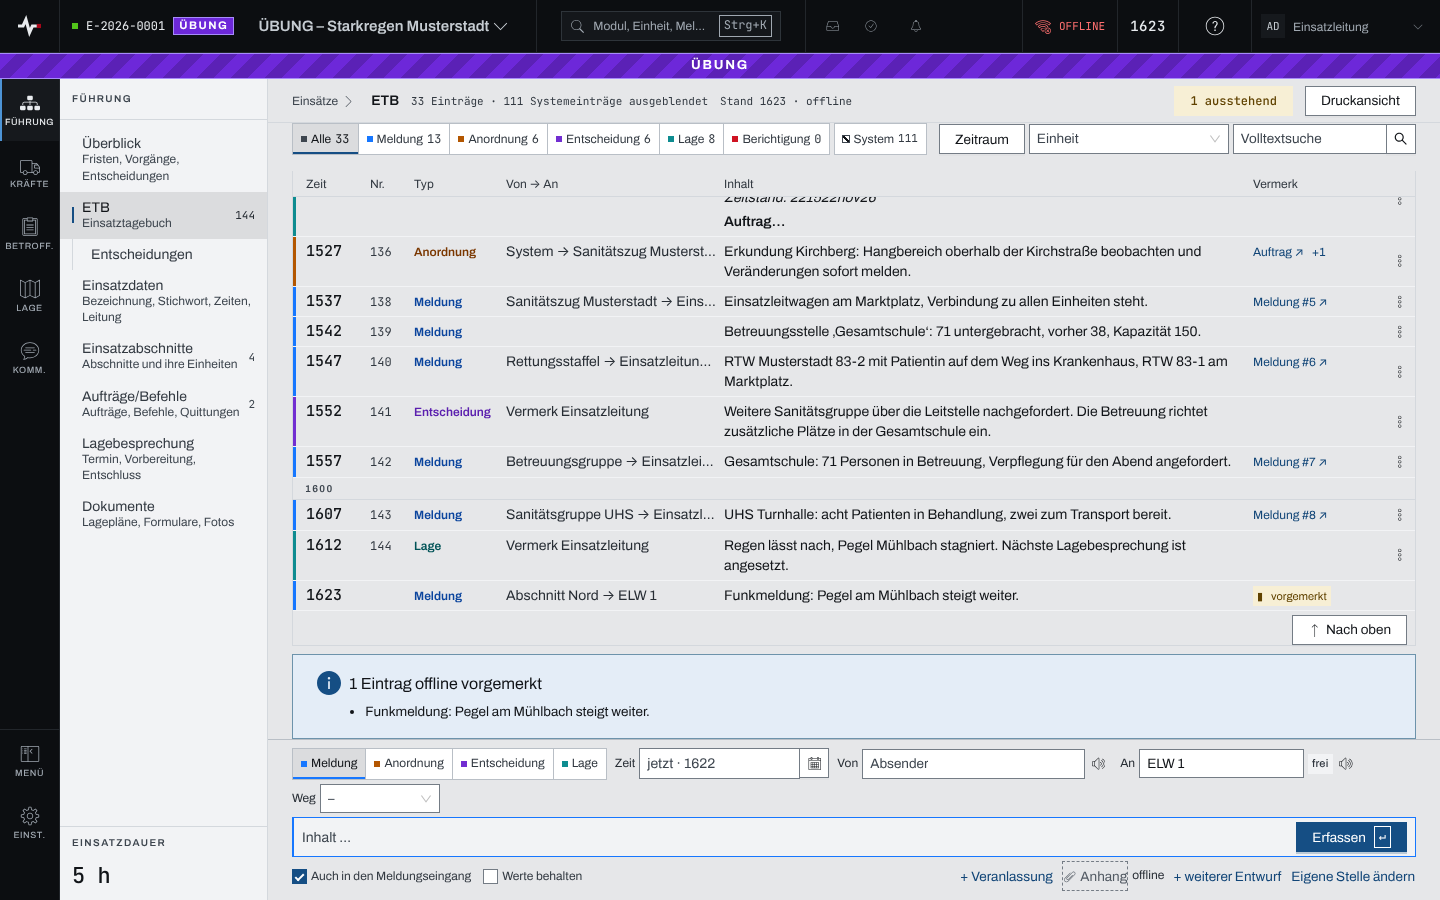 E-2026-0001 ÜBUNG ÜBUNG – Starkregen Musterstadt Modul, Einheit, Mel… Strg+K OFFLINE 1623 AD Einsatzleitung
ÜBUNG
FÜHRUNG
KRÄFTE
BETROFF.
LAGE
KOMM.
MENÜ
EINST.
FÜHRUNG
Überblick
Fristen, Vorgänge,
Entscheidungen
ETB
Einsatztagebuch 144
Entscheidungen
Einsatzdaten
Bezeichnung, Stichwort, Zeiten,
Leitung
Einsatzabschnitte
Abschnitte und ihre Einheiten 4
Aufträge/Befehle
Aufträge, Befehle, Quittungen 2
Lagebesprechung
Termin, Vorbereitung,
Entschluss
Dokumente
Lagepläne, Formulare, Fotos
EINSATZDAUER
5 h
Einsätze ETB 33 Einträge · 111 Systemeinträge ausgeblendet Stand 1623 · offline 1 ausstehend Druckansicht
Alle 33 Meldung 13 Anordnung 6 Entscheidung 6 Lage 8 Berichtigung 0 System 111 Zeitraum Einheit Volltextsuche
Zeit Nr. Typ Von → An Inhalt Vermerk
Zeitstand: 221522nov26
Auftrag…
1527 136 Anordnung System → Sanitätszug Musterst… Erkundung Kirchberg: Hangbereich oberhalb der Kirchstraße beobachten und Auftrag ↗ +1
Veränderungen sofort melden.
1537 138 Meldung Sanitätszug Musterstadt → Eins… Einsatzleitwagen am Marktplatz, Verbindung zu allen Einheiten steht. Meldung #5 ↗
1542 139 Meldung Betreuungsstelle ‚Gesamtschule‘: 71 untergebracht, vorher 38, Kapazität 150.
1547 140 Meldung Rettungsstaffel → Einsatzleitun… RTW Musterstadt 83-2 mit Patientin auf dem Weg ins Krankenhaus, RTW 83-1 am Meldung #6 ↗
Marktplatz.
1552 141 Entscheidung Vermerk Einsatzleitung Weitere Sanitätsgruppe über die Leitstelle nachgefordert. Die Betreuung richtet
zusätzliche Plätze in der Gesamtschule ein.
1557 142 Meldung Betreuungsgruppe → Einsatzlei… Gesamtschule: 71 Personen in Betreuung, Verpflegung für den Abend angefordert. Meldung #7 ↗
1600
1607 143 Meldung Sanitätsgruppe UHS → Einsatzl… UHS Turnhalle: acht Patienten in Behandlung, zwei zum Transport bereit. Meldung #8 ↗
1612 144 Lage Vermerk Einsatzleitung Regen lässt nach, Pegel Mühlbach stagniert. Nächste Lagebesprechung ist
angesetzt.
1623 Meldung Abschnitt Nord → ELW 1 Funkmeldung: Pegel am Mühlbach steigt weiter. vorgemerkt
↑ Nach oben
1 Eintrag offline vorgemerkt
• Funkmeldung: Pegel am Mühlbach steigt weiter.
Meldung Anordnung Entscheidung Lage Zeit jetzt · 1622 Von Absender An ELW 1 frei
Weg –
Inhalt … Erfassen ↵
Auch in den Meldungseingang Werte behalten + Veranlassung Anhang offline + weiterer Entwurf Eigene Stelle ändern